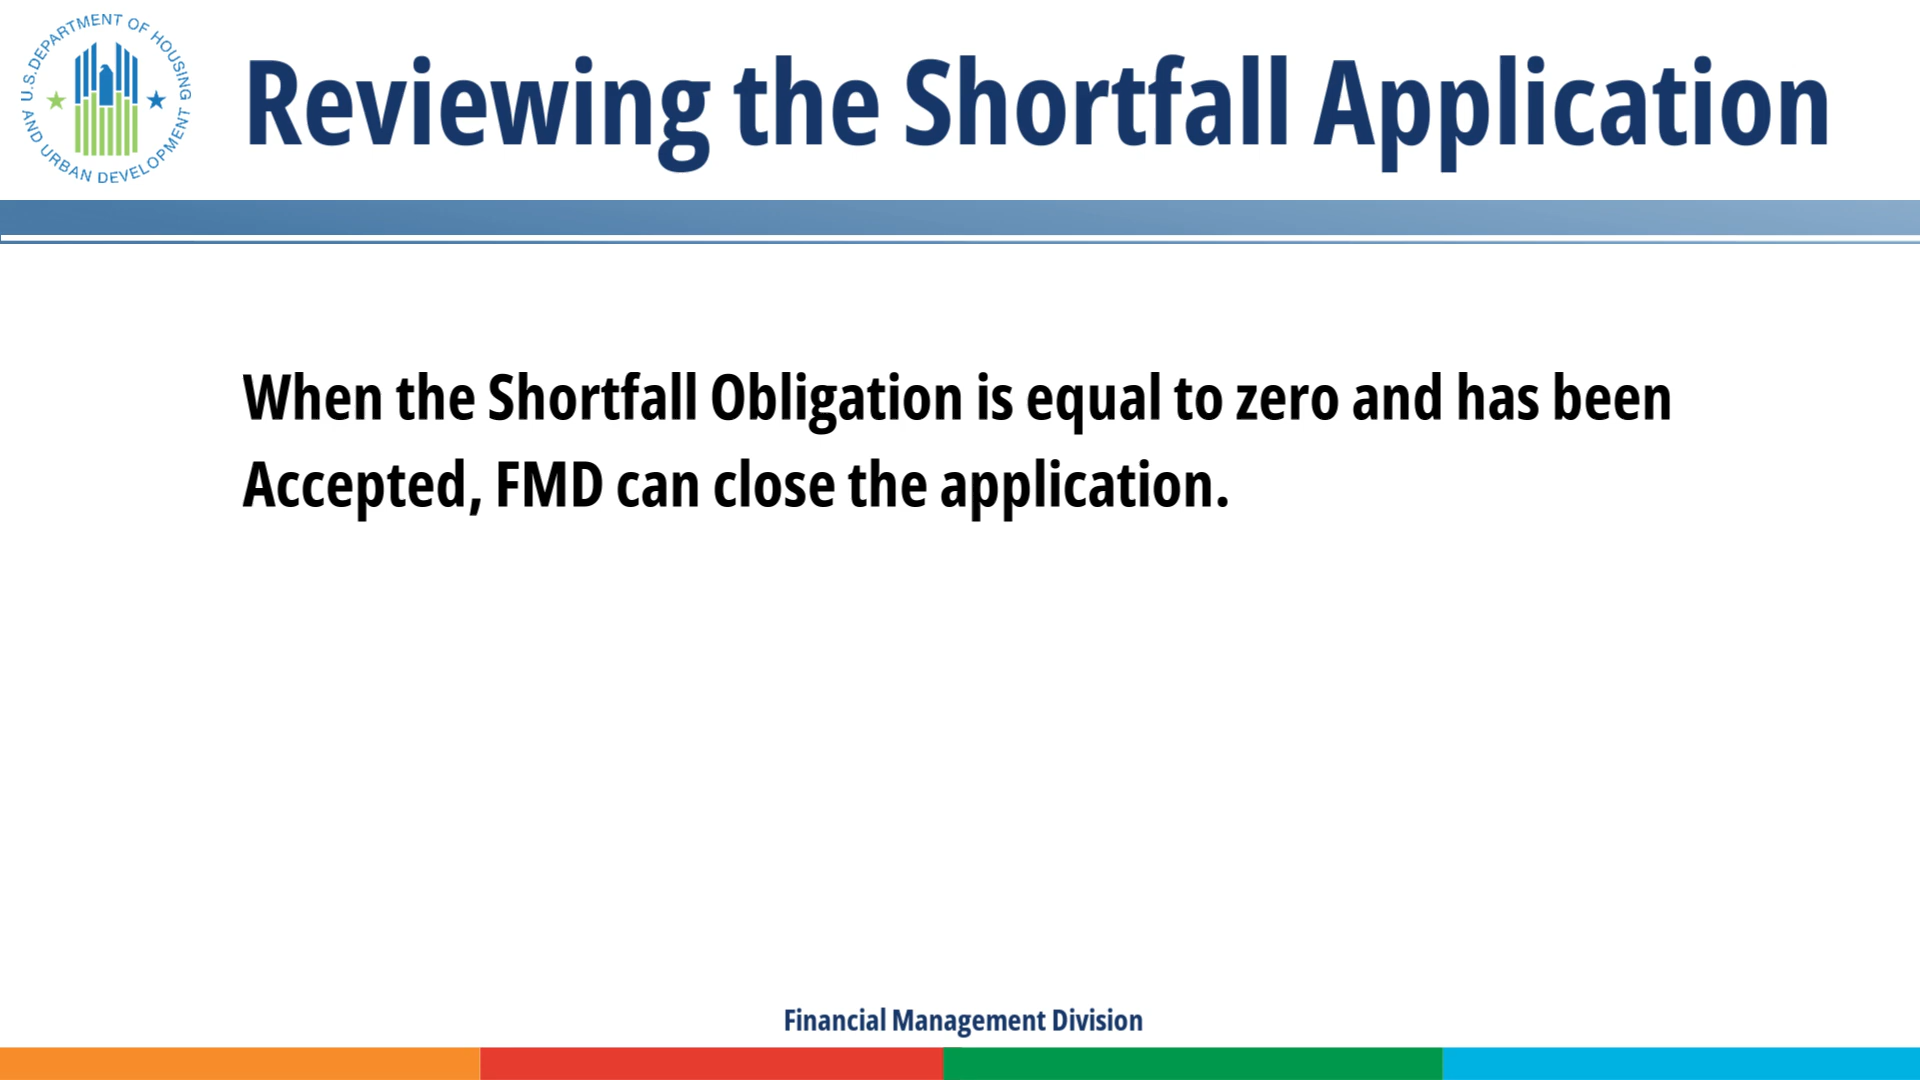 U.S. DEPARTMENT OF HOUSING
AND URBAN DEVELOPMENT
Reviewing the Shortfall Application
When the Shortfall Obligation is equal to zero and has been
Accepted, FMD can close the application.
Financial Management Division